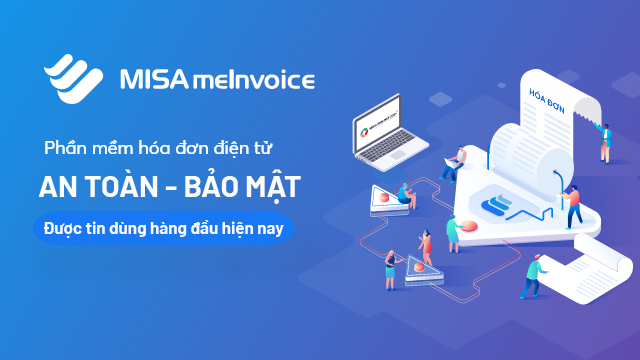 MISA meInvoice
Phần mềm hóa đơn điện tử
AN TOÀN - BẢO MẬT
Được tin dùng hàng đầu hiện nay
HÓA ĐƠN